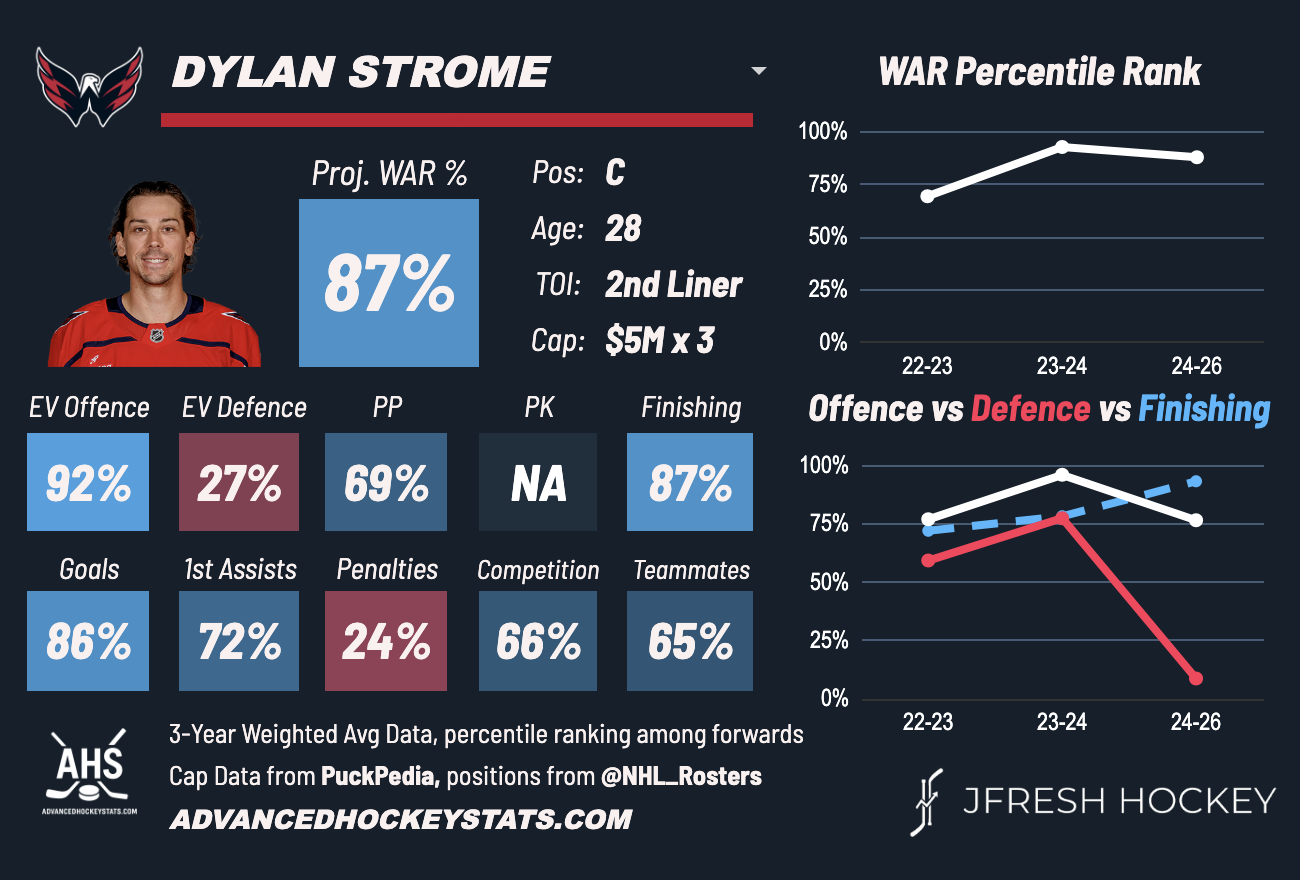 DYLAN STROME
Proj. WAR %
87%
Pos: C
Age: 28
TOI: 2nd Liner
Cap: $5M x 3
EV Offence EV Defence PP PK Finishing
92% 27% 69% NA 87%
Goals 1st Assists Penalties Competition Teammates
86% 72% 24% 66% 65%
WAR Percentile Rank
100%
75%
50%
25%
0%
22-23 23-24 24-26
Offence vs Defence vs Finishing
100%
75%
50%
25%
0%
22-23 23-24 24-26
AHS
ADVANCEDHOCKEYSTATS.COM
3-Year Weighted Avg Data, percentile ranking among forwards
Cap Data from PuckPedia, positions from @NHL_Rosters
ADVANCEDHOCKEYSTATS.COM
JFRESH HOCKEY